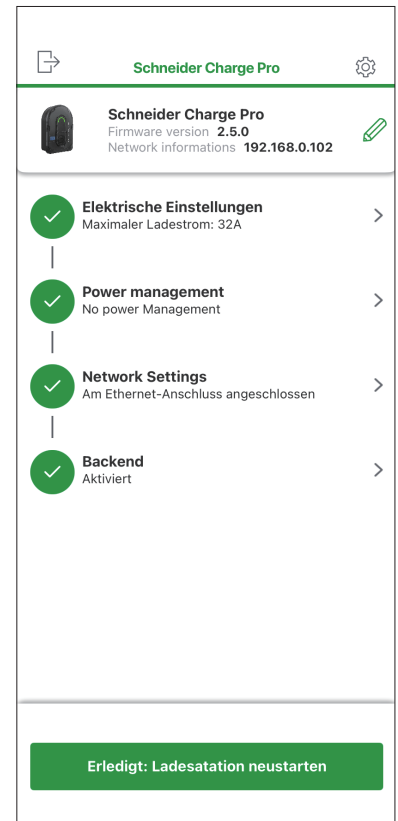 Schneider Charge Pro
Schneider Charge Pro
Firmware version 2.5.0
Network informations 192.168.0.102
Elektrische Einstellungen
Maximaler Ladestrom: 32A
Power management
No power Management
Network Settings
Am Ethernet-Anschluss angeschlossen
Backend
Aktiviert
Erledigt: Ladesatation neustarten